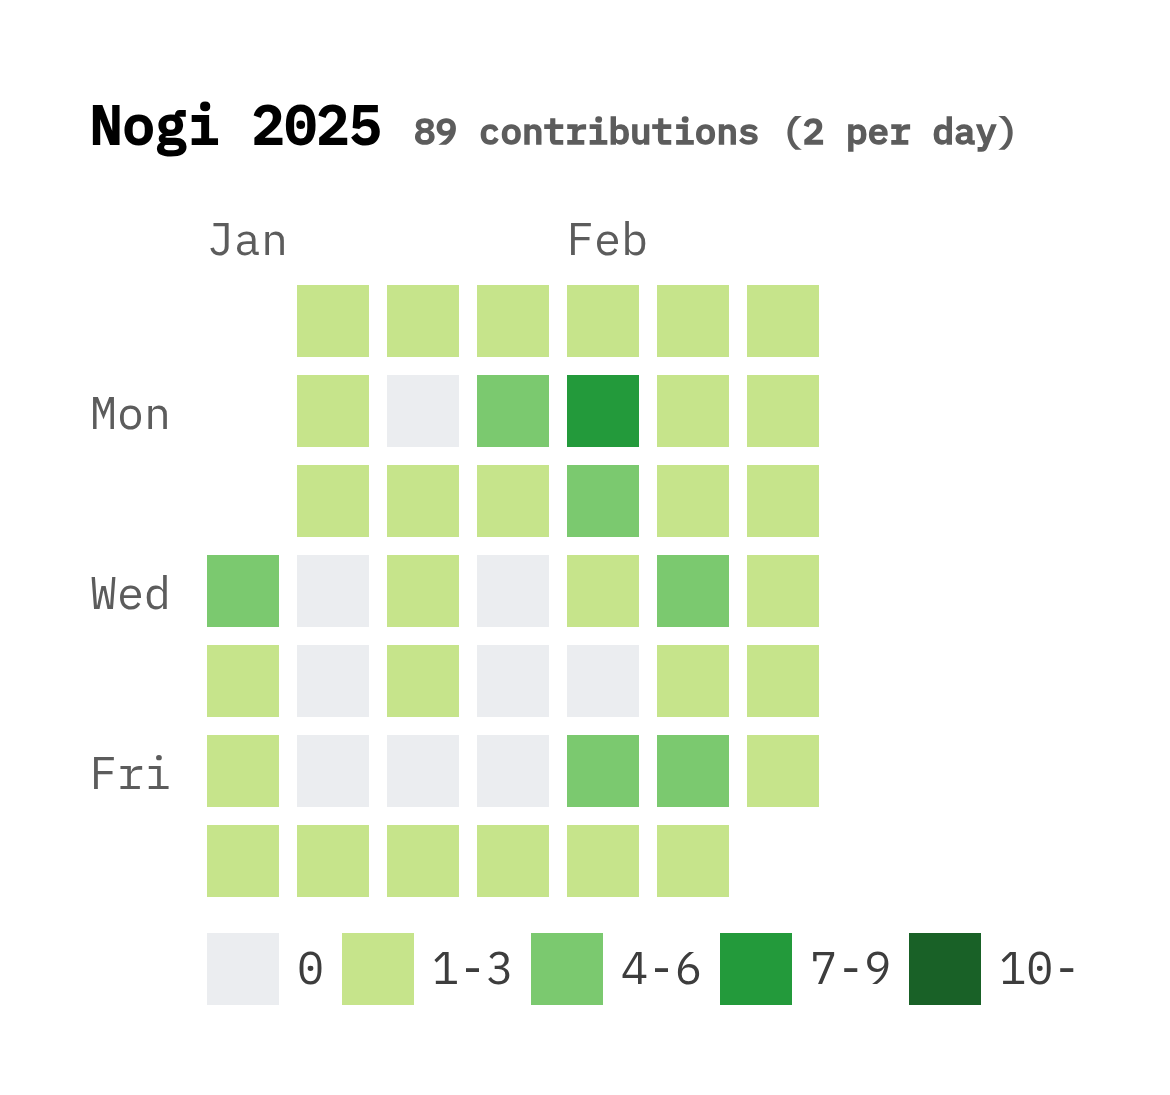 Nogi 2025 89 contributions (2 per day)
Jan Feb
Mon
Wed
Fri
0 1-3 4-6 7-9 10-